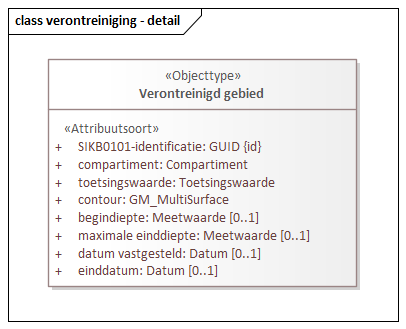 class verontreiniging - detail
«Objecttype»
Verontreinigd gebied
«Attribuutsoort»
+ SIKB0101-identificatie: GUID {id}
+ compartiment: Compartiment
+ toetsingswaarde: Toetsingswaarde
+ contour: GM_MultiSurface
+ begindiepte: Meetwaarde [0..1]
+ maximale einddiepte: Meetwaarde [0..1]
+ datum vastgesteld: Datum [0..1]
+ einddatum: Datum [0..1]